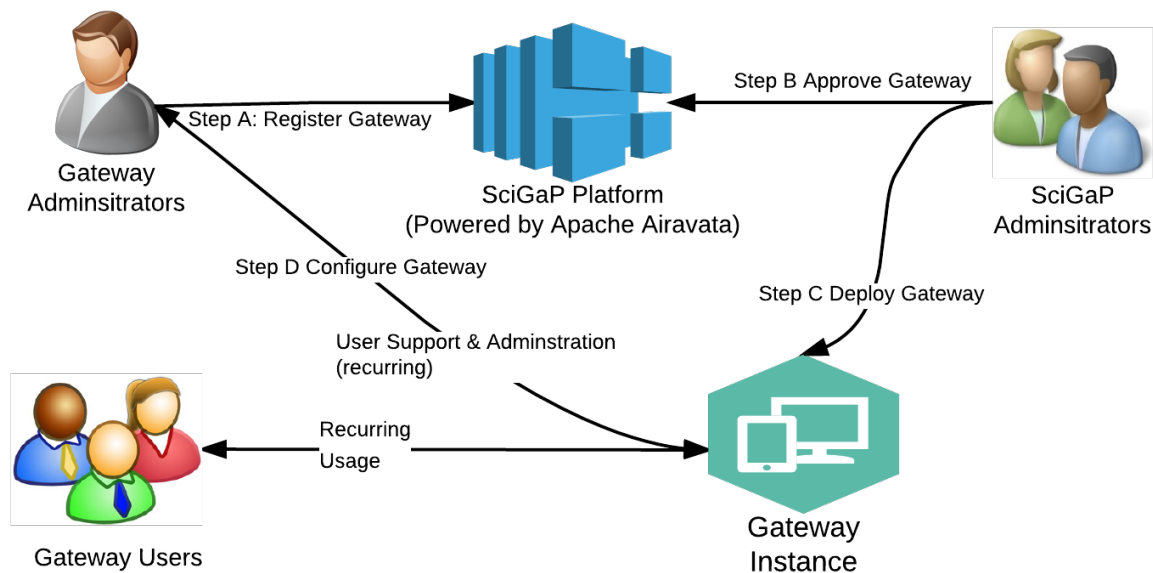 Step A: Register Gateway
Step B Approve Gateway
Gateway
Adminsitrators
SciGaP Platform
(Powered by Apache Airavata)
SciGaP
Adminsitrators
Step D Configure Gateway
Step C Deploy Gateway
User Support & Adminstration
(recurring)
Recurring
Usage
Gateway Users
Gateway
Instance